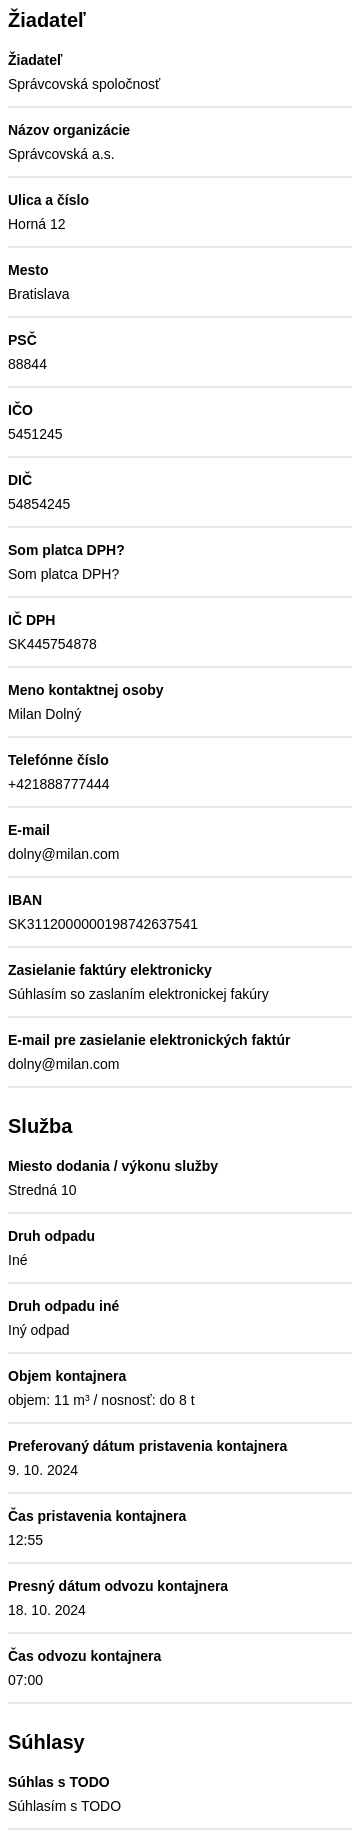 Žiadateľ
Žiadateľ
Správcovská spoločnosť
Názov organizácie
Správcovská a.s.
Ulica a číslo
Horná 12
Mesto
Bratislava
PSČ
88844
IČO
5451245
DIČ
54854245
Som platca DPH?
Som platca DPH?
IČ DPH
SK445754878
Meno kontaktnej osoby
Milan Dolný
Telefónne číslo
+421888777444
E-mail
dolny@milan.com
IBAN
SK3112000000198742637541
Zasielanie faktúry elektronicky
Súhlasím so zaslaním elektronickej fakúry
E-mail pre zasielanie elektronických faktúr
dolny@milan.com
Služba
Miesto dodania / výkonu služby
Stredná 10
Druh odpadu
Iné
Druh odpadu iné
Iný odpad
Objem kontajnera
objem: 11 m³ / nosnosť: do 8 t
Preferovaný dátum pristavenia kontajnera
9. 10. 2024
Čas pristavenia kontajnera
12:55
Presný dátum odvozu kontajnera
18. 10. 2024
Čas odvozu kontajnera
07:00
Súhlasy
Súhlas s TODO
Súhlasím s TODO